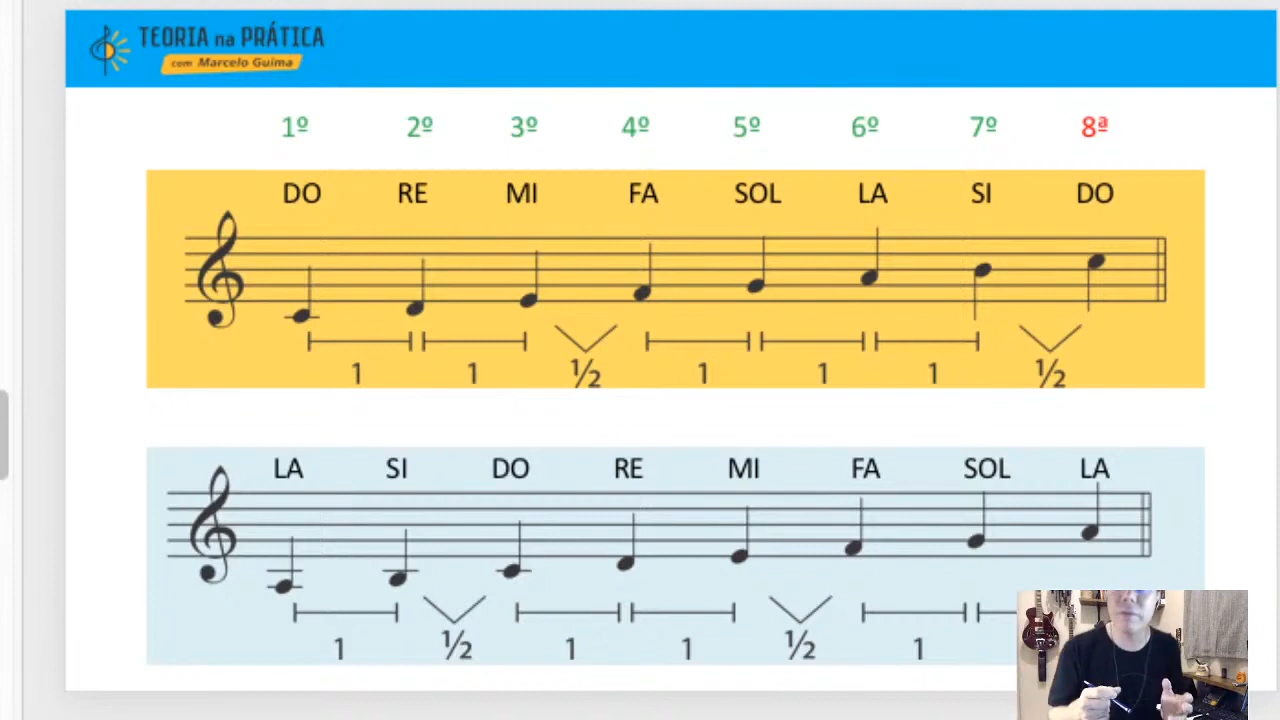 TEORIA na PRÁTICA
com Marcelo Guima
1º 2º 3º 4º 5º 6º 7º 8ª
DO RE MI FA SOL LA SI DO
1 1 ½ 1 1 1 ½
LA SI DO RE MI FA SOL LA
1 ½ 1 1 ½ 1